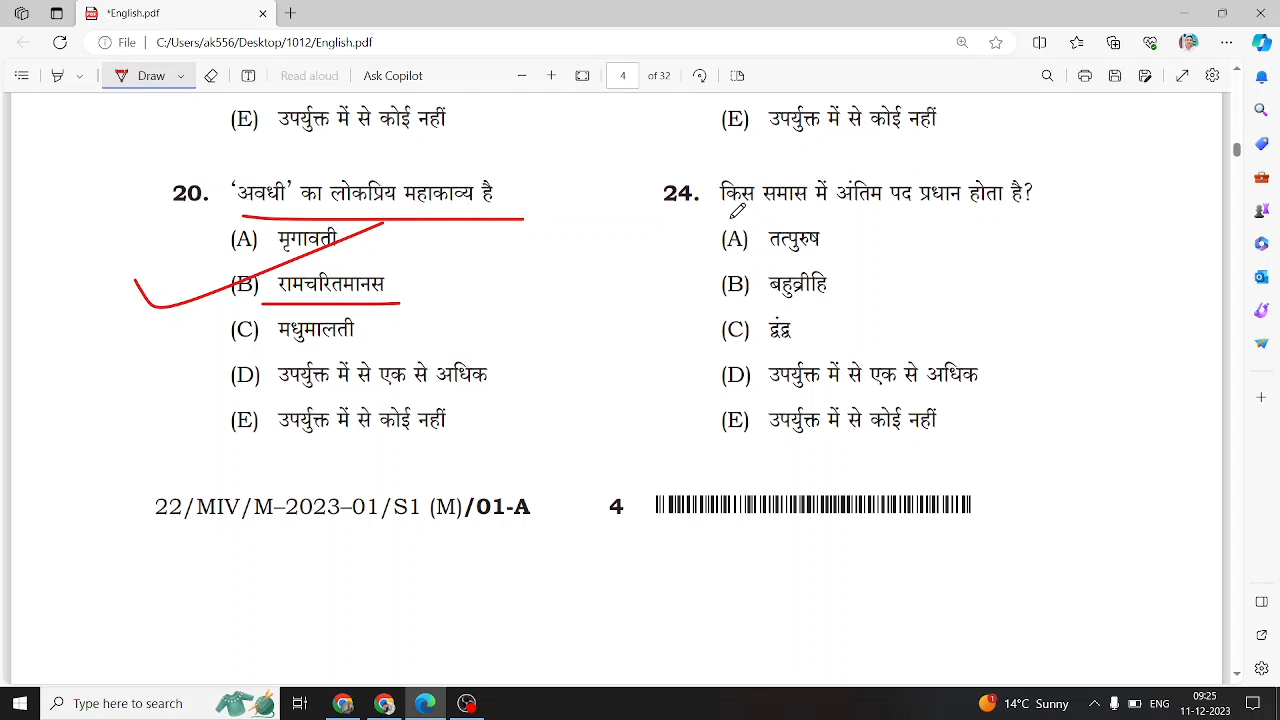 *English.pdf
File C:/Users/ak556/Desktop/1012/English.pdf
Draw Read aloud Ask Copilot 4 of 32
(E) उपर्युक्त में से कोई नहीं
20. ‘अवधी’ का लोकप्रिय महाकाव्य है
(A) मृगावती
(B) रामचरितमानस
(C) मधुमालती
(D) उपर्युक्त में से एक से अधिक
(E) उपर्युक्त में से कोई नहीं
(E) उपर्युक्त में से कोई नहीं
24. किस समास में अंतिम पद प्रधान होता है?
(A) तत्पुरुष
(B) बहुव्रीहि
(C) द्वंद्व
(D) उपर्युक्त में से एक से अधिक
(E) उपर्युक्त में से कोई नहीं
22/MIV/M–2023–01/S1 (M)/01-A 4
Type here to search 1 14°C Sunny ENG 09:25
11-12-2023